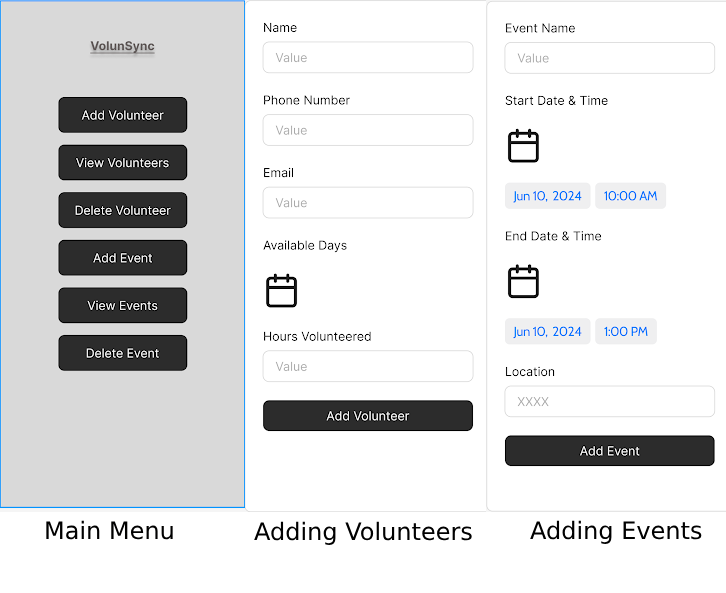 VolunSync
Add Volunteer
View Volunteers
Delete Volunteer
Add Event
View Events
Delete Event
Main Menu
Name
Value
Phone Number
Value
Email
Value
Available Days
Hours Volunteered
Value
Add Volunteer
Adding Volunteers
Event Name
Value
Start Date & Time
Jun 10, 2024 10:00 AM
End Date & Time
Jun 10, 2024 1:00 PM
Location
XXXX
Add Event
Adding Events